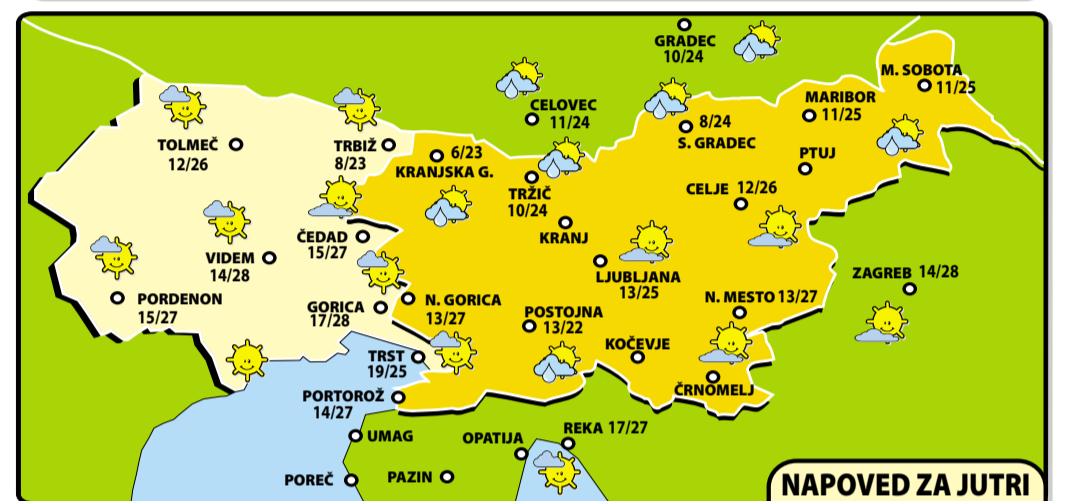 GRADEC
10/24
M. SOBOTA
11/25
CELOVEC
11/24
MARIBOR
11/25
8/24
S. GRADEC
TOLMEČ
12/26
TRBIŽ
8/23
6/23
KRANJSKA G.
PTUJ
TRŽIČ
10/24
CELJE 12/26
KRANJ
ČEDAD
15/27
VIDEM
14/28
LJUBLJANA
13/25
ZAGREB 14/28
PORDENON
15/27
GORICA
17/28
N. GORICA
13/27
N. MESTO 13/27
POSTOJNA
13/22
KOČEVJE
TRST
19/25
ČRNOMELJ
PORTOROŽ
14/27
UMAG
OPATIJA
REKA 17/27
POREČ
PAZIN
NAPOVED ZA JUTRI